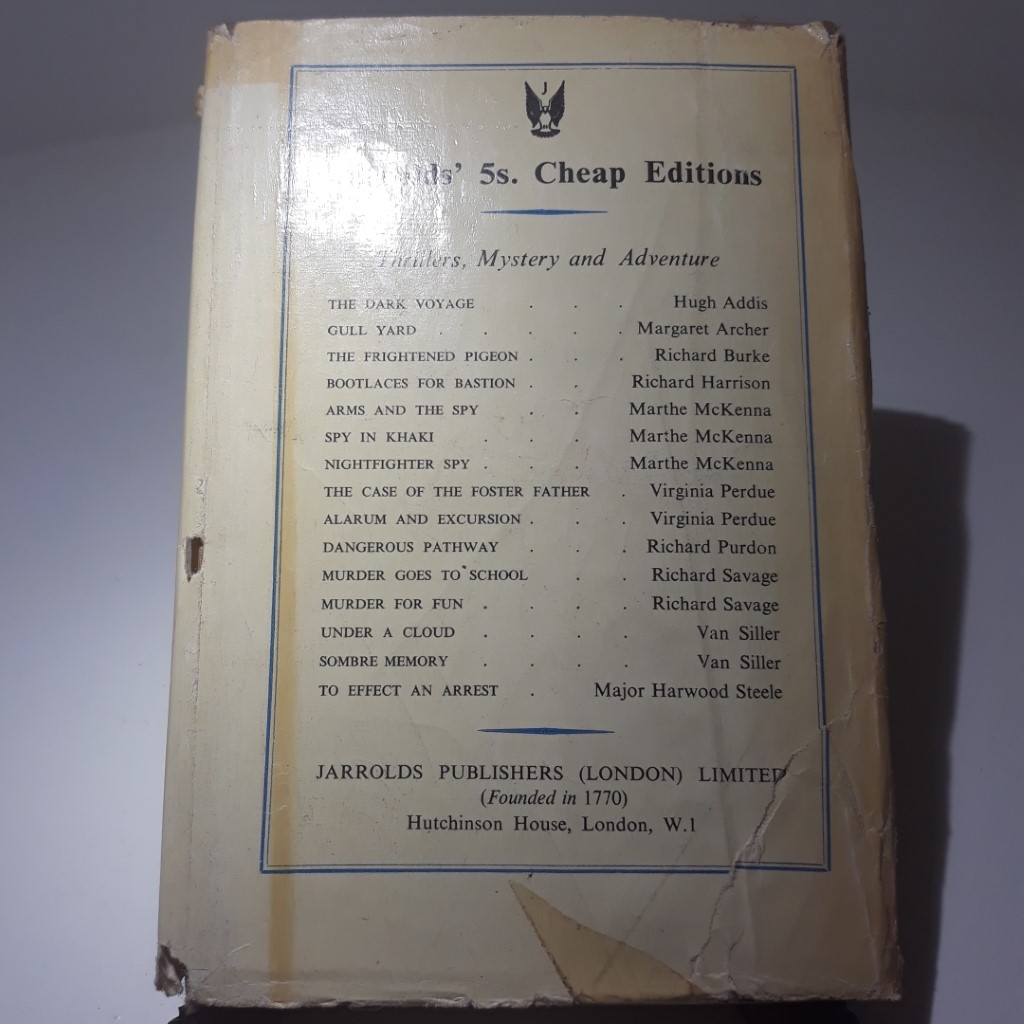 J
5s. Cheap Editions
Thrillers, Mystery and Adventure
THE DARK VOYAGE . . . Hugh Addis
GULL YARD . . . . . Margaret Archer
THE FRIGHTENED PIGEON . . . Richard Burke
BOOTLACES FOR BASTION . . Richard Harrison
ARMS AND THE SPY . . Marthe McKenna
SPY IN KHAKI . . . Marthe McKenna
NIGHTFIGHTER SPY . . . Marthe McKenna
THE CASE OF THE FOSTER FATHER . Virginia Perdue
ALARUM AND EXCURSION . . . Virginia Perdue
DANGEROUS PATHWAY . . . Richard Purdon
MURDER GOES TO SCHOOL . . Richard Savage
MURDER FOR FUN . . . . Richard Savage
UNDER A CLOUD . . . . Van Siller
SOMBRE MEMORY . . . . Van Siller
TO EFFECT AN ARREST . Major Harwood Steele
JARROLDS PUBLISHERS (LONDON) LIMITED
(Founded in 1770)
Hutchinson House, London, W.1